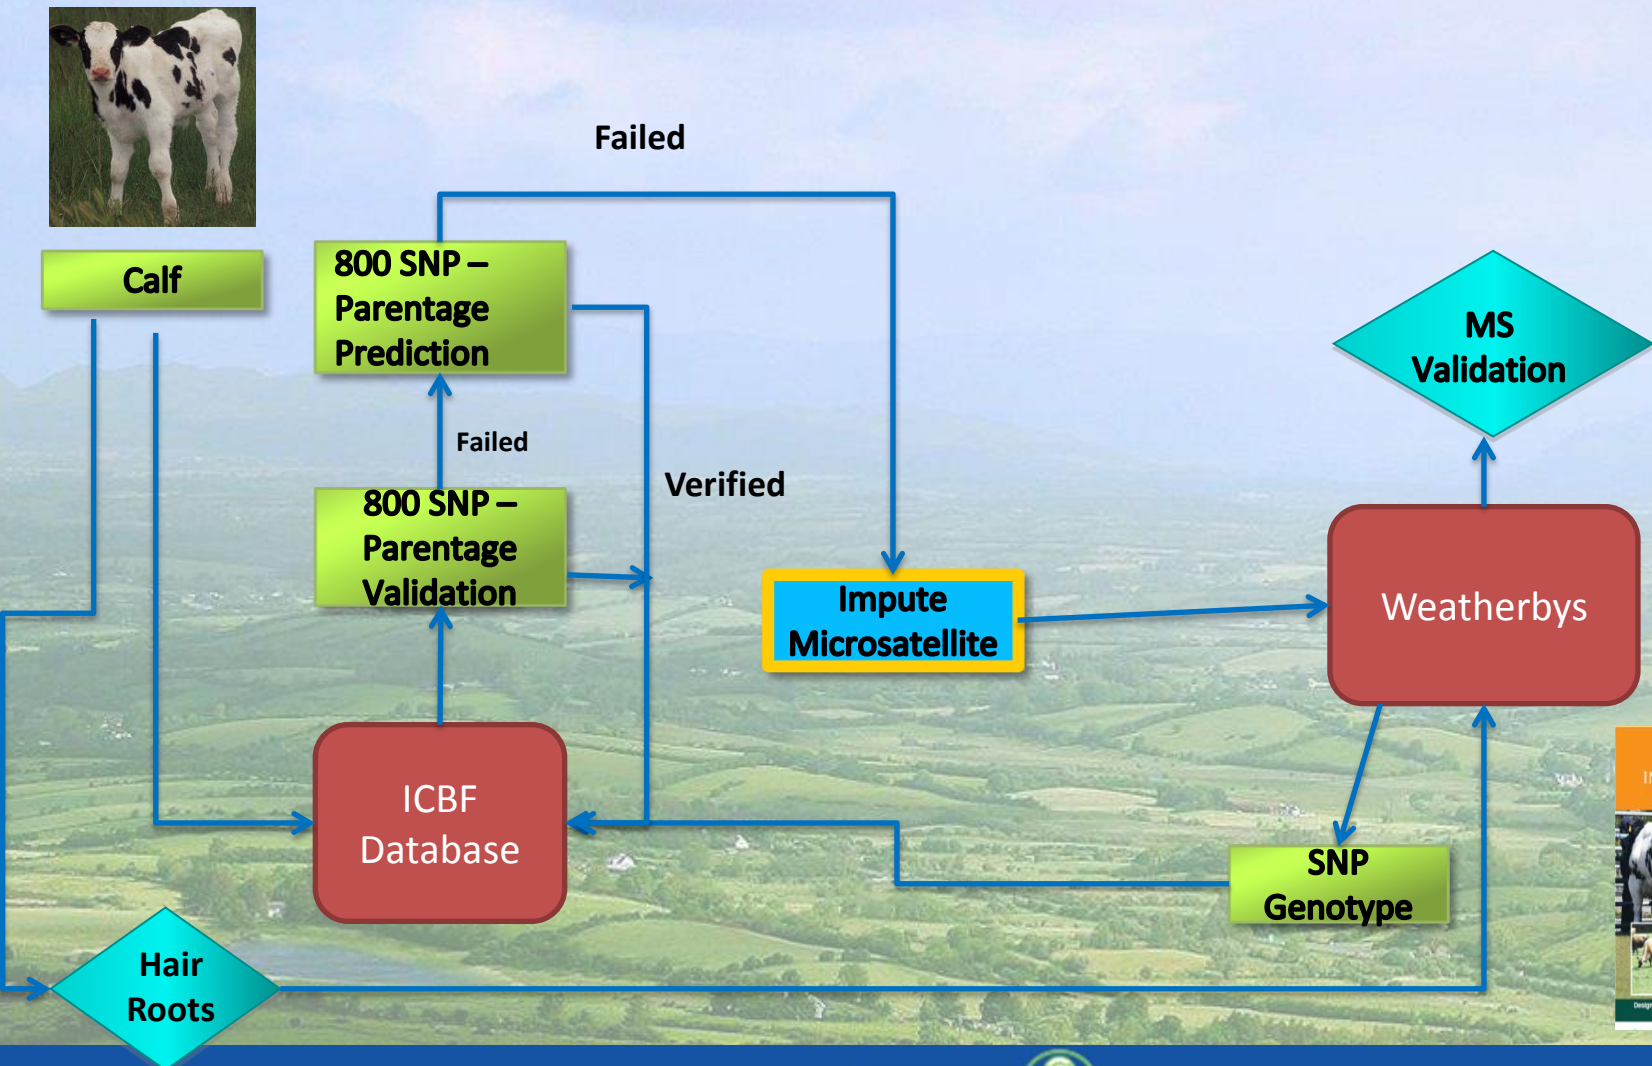 Failed
Calf
800 SNP –
Parentage
Prediction
MS
Validation
Failed
Verified
800 SNP –
Parentage
Validation
Impute
Microsatellite
Weatherbys
ICBF
Database
SNP
Genotype
Hair
Roots